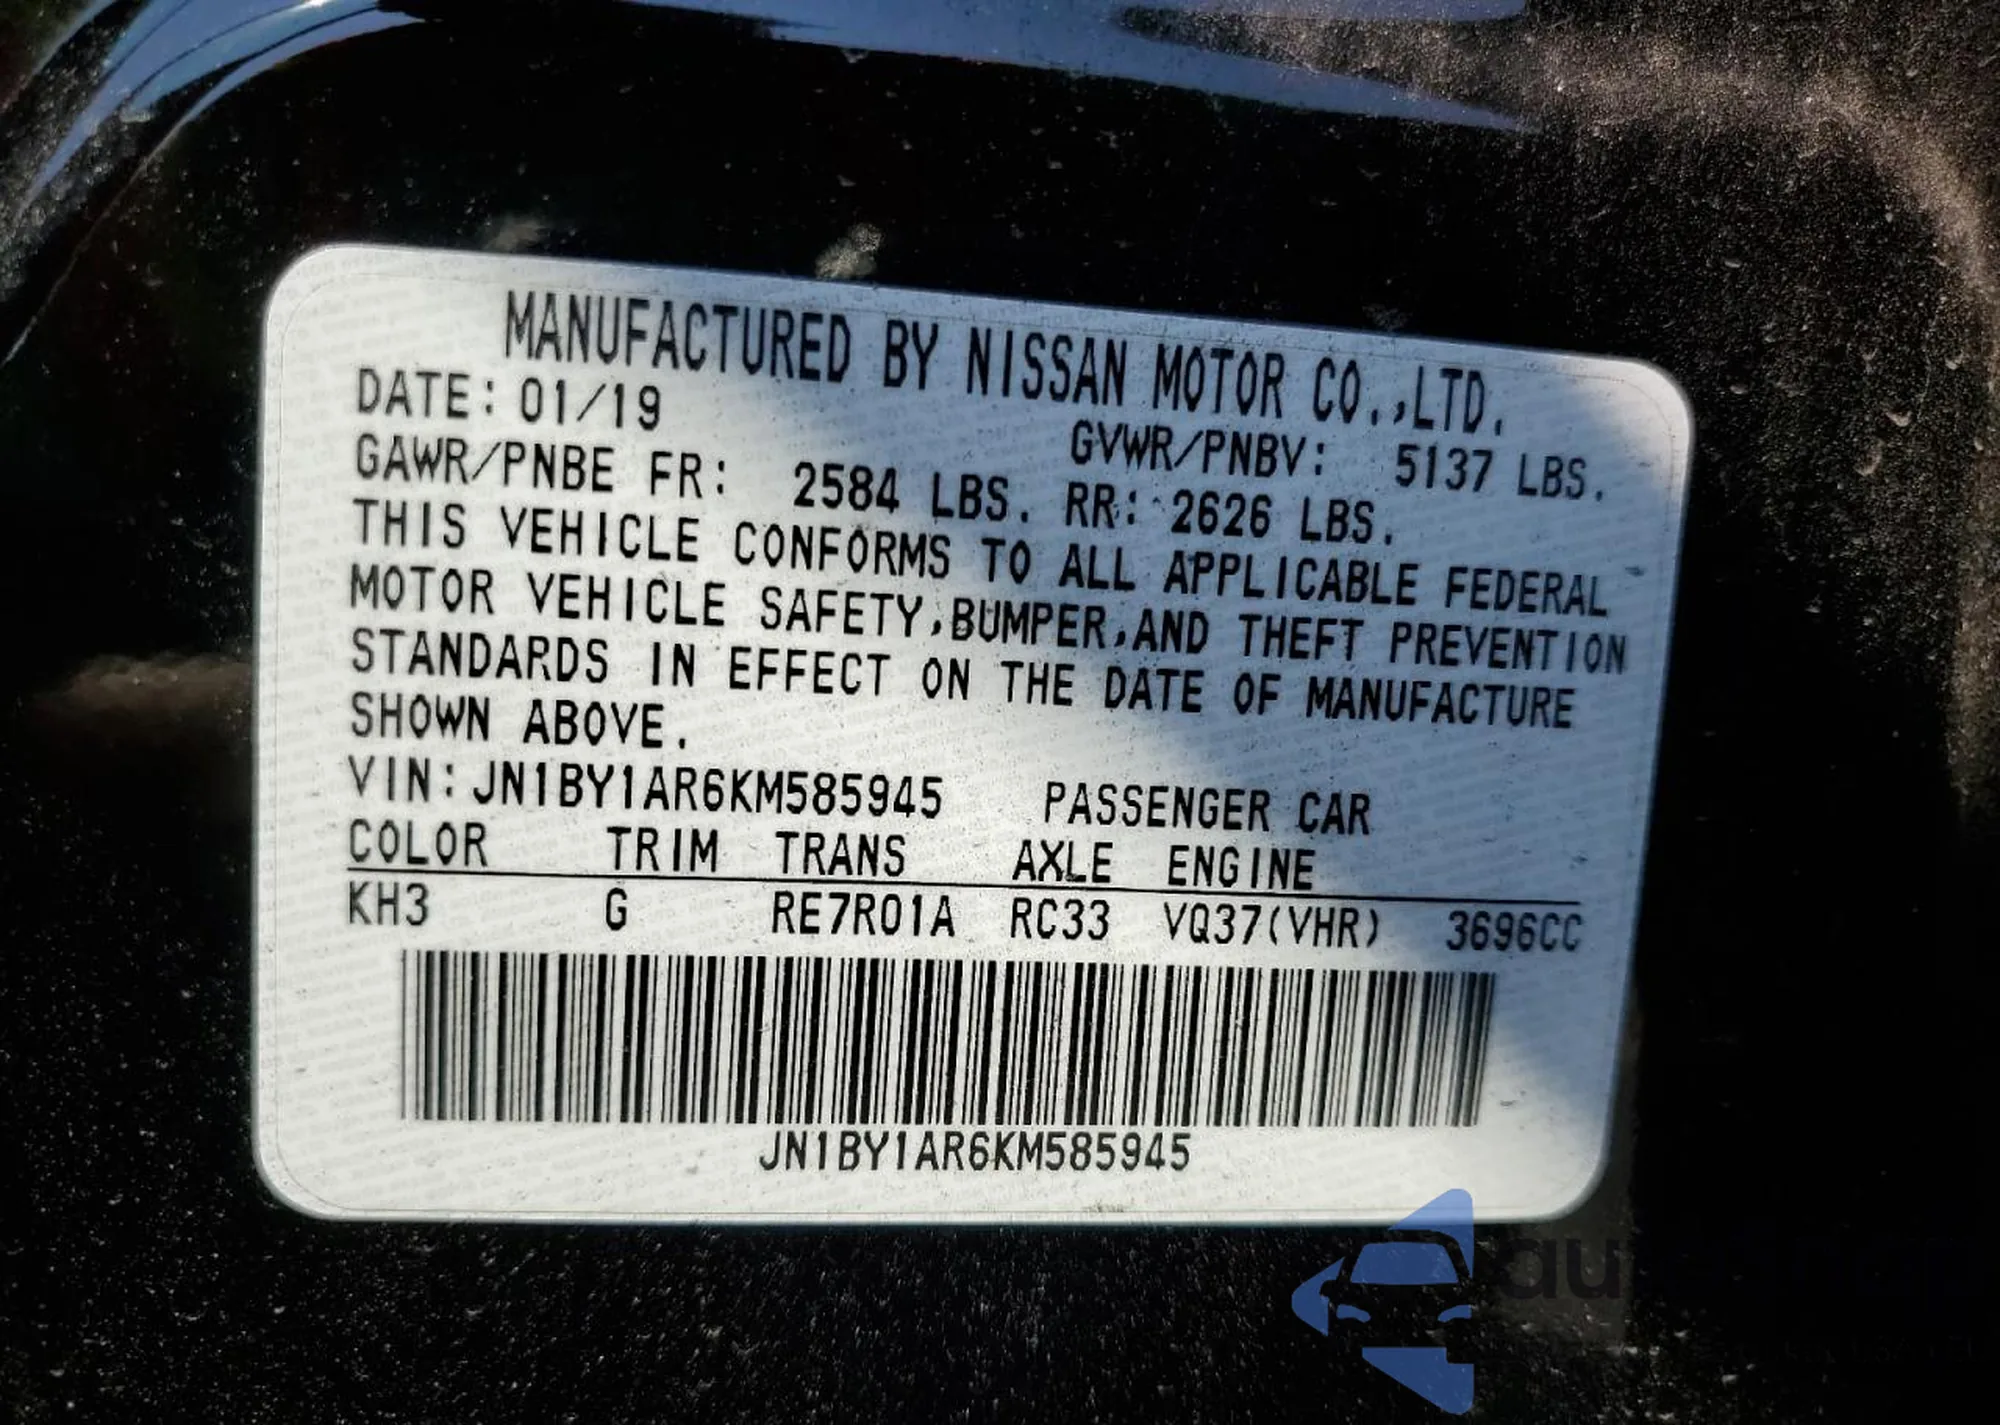 MANUFACTURED BY NISSAN MOTOR CO.,LTD.
DATE: 01/19 GVWR/PNBV: 5137 LBS.
GAWR/PNBE FR: 2584 LBS. RR: 2626 LBS.
THIS VEHICLE CONFORMS TO ALL APPLICABLE FEDERAL
MOTOR VEHICLE SAFETY,BUMPER,AND THEFT PREVENTION
STANDARDS IN EFFECT ON THE DATE OF MANUFACTURE
SHOWN ABOVE.
VIN:JN1BY1AR6KM585945 PASSENGER CAR
COLOR TRIM TRANS AXLE ENGINE
KH3 G RE7R01A RC33 VQ37(VHR) 3696CC
JN1BY1AR6KM585945